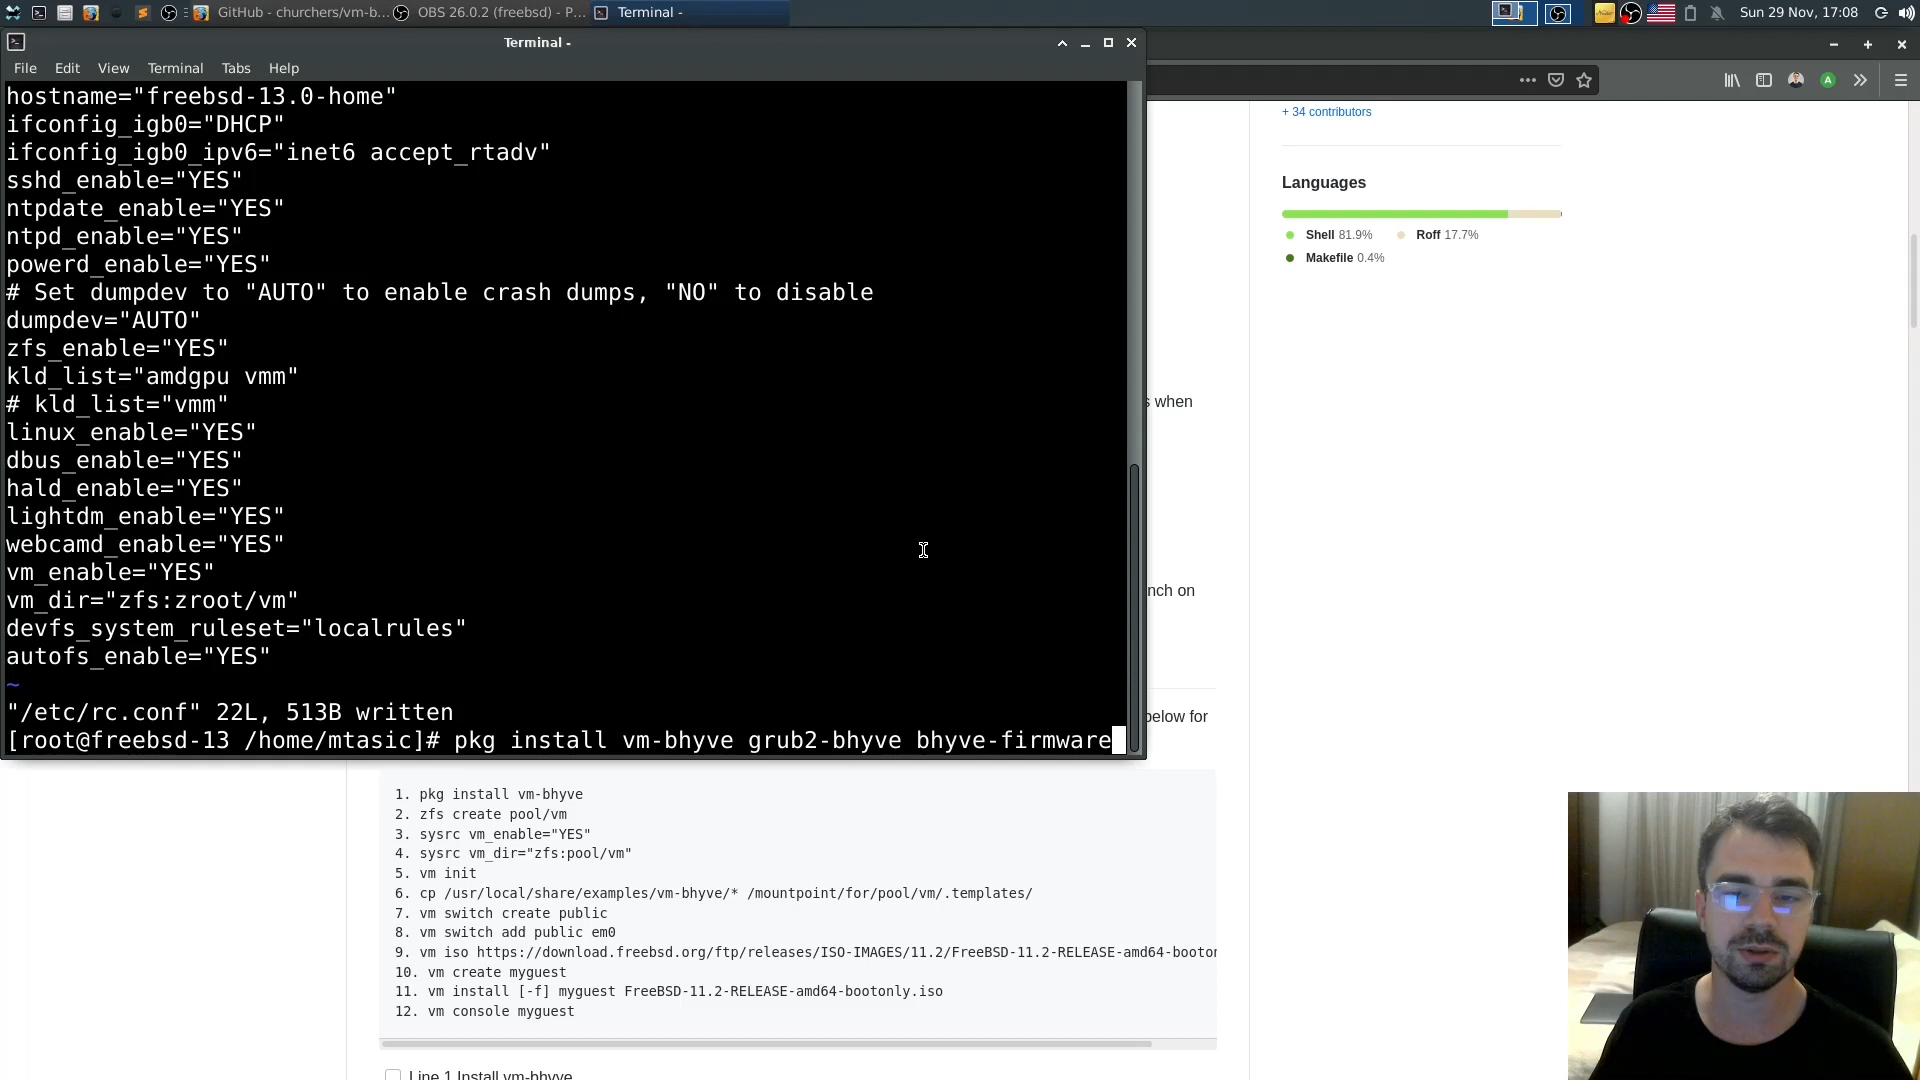 GitHub - churchers/vm-b...
OBS 26.0.2 (freebsd) - P...
Terminal -
Sun 29 Nov, 17:08
Terminal -
File Edit View Terminal Tabs Help
hostname="freebsd-13.0-home"
ifconfig_igb0="DHCP"
ifconfig_igb0_ipv6="inet6 accept_rtadv"
sshd_enable="YES"
ntpdate_enable="YES"
ntpd_enable="YES"
powerd_enable="YES"
# Set dumpdev to "AUTO" to enable crash dumps, "NO" to disable
dumpdev="AUTO"
zfs_enable="YES"
kld_list="amdgpu vmm"
# kld_list="vmm"
linux_enable="YES"
dbus_enable="YES"
hald_enable="YES"
lightdm_enable="YES"
webcamd_enable="YES"
vm_enable="YES"
vm_dir="zfs:zroot/vm"
devfs_system_ruleset="localrules"
autofs_enable="YES"
~
"/etc/rc.conf" 22L, 513B written
[root@freebsd-13 /home/mtasic]# pkg install vm-bhyve grub2-bhyve bhyve-firmware
+ 34 contributors
Languages
Shell 81.9% Roff 17.7%
Makefile 0.4%
A
s when
nch on
below for
1. pkg install vm-bhyve
2. zfs create pool/vm
3. sysrc vm_enable="YES"
4. sysrc vm_dir="zfs:pool/vm"
5. vm init
6. cp /usr/local/share/examples/vm-bhyve/* /mountpoint/for/pool/vm/.templates/
7. vm switch create public
8. vm switch add public em0
9. vm iso https://download.freebsd.org/ftp/releases/ISO-IMAGES/11.2/FreeBSD-11.2-RELEASE-amd64-booton
10. vm create myguest
11. vm install [-f] myguest FreeBSD-11.2-RELEASE-amd64-bootonly.iso
12. vm console myguest
Line 1 Install vm-bhyve